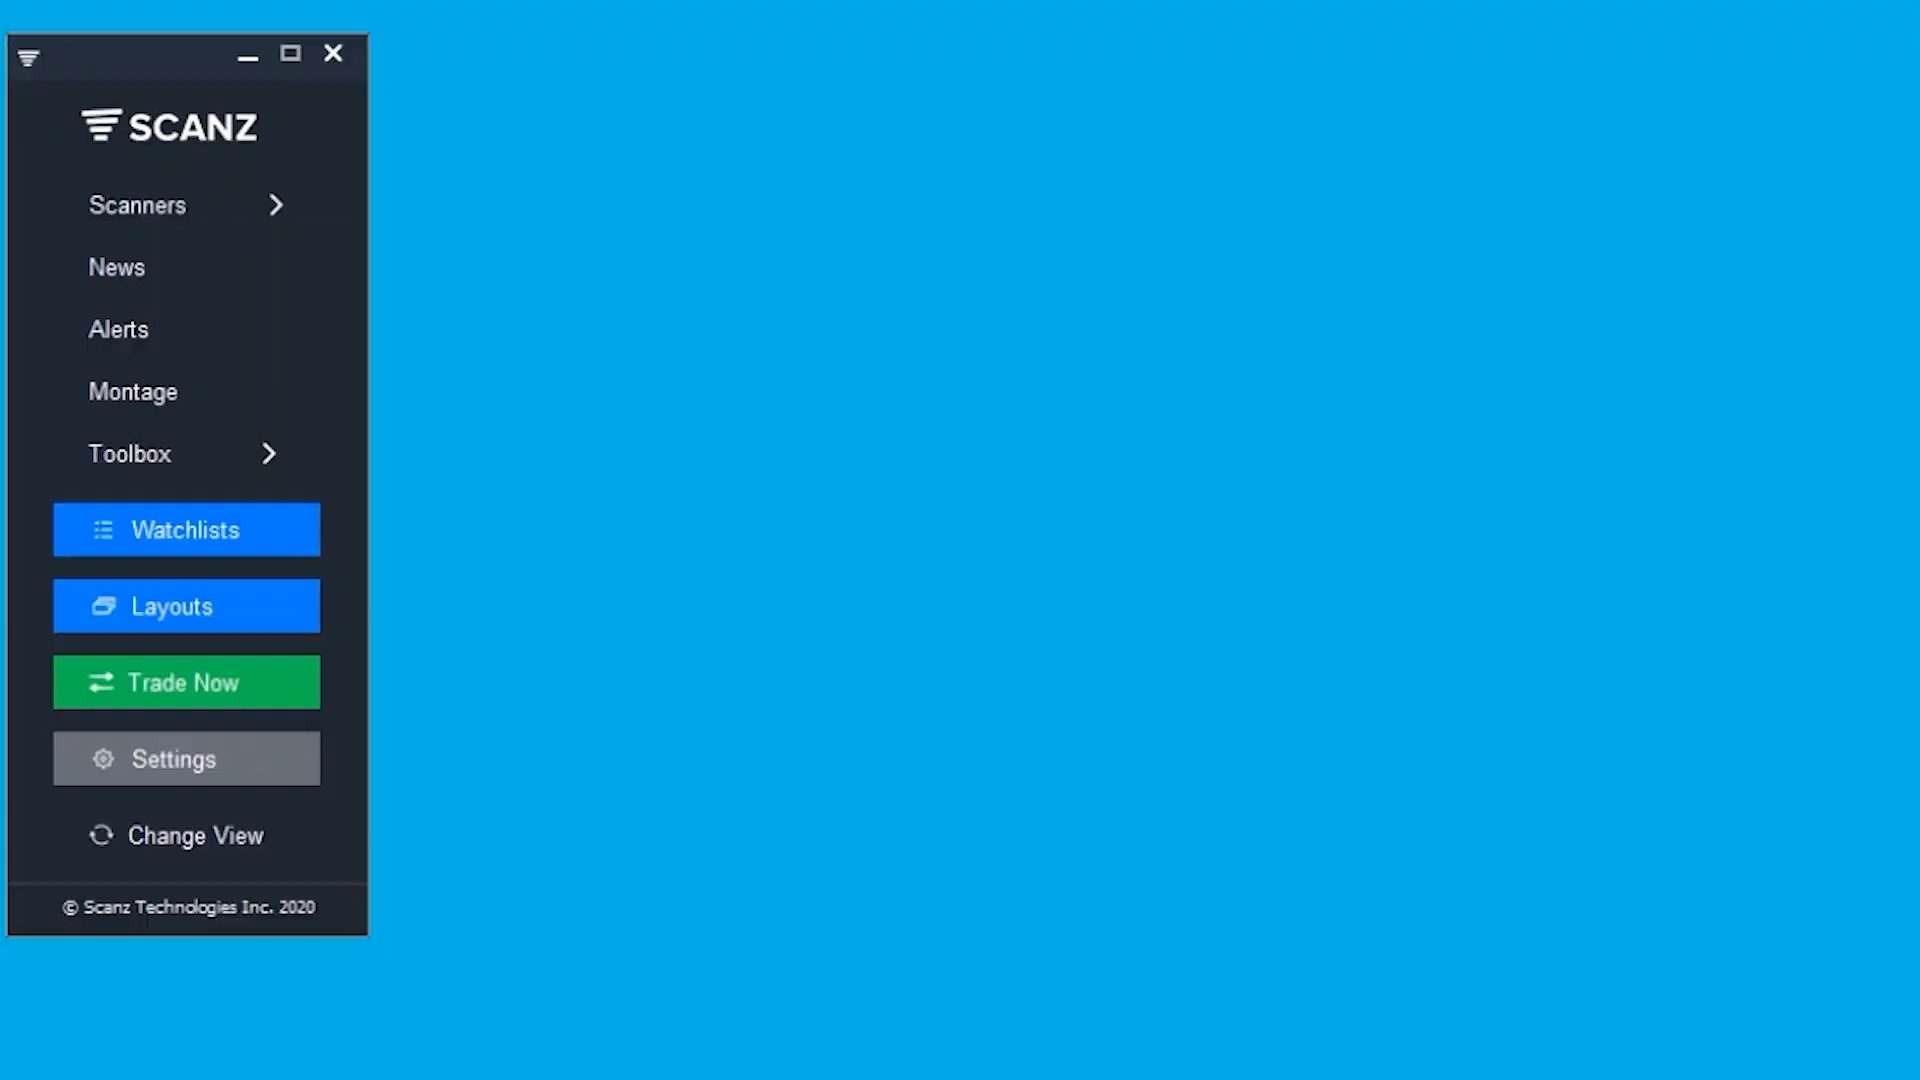 SCANZ
Scanners
News
Alerts
Montage
Toolbox
Watchlists
Layouts
Trade Now
Settings
Change View
© Scanz Technologies Inc. 2020